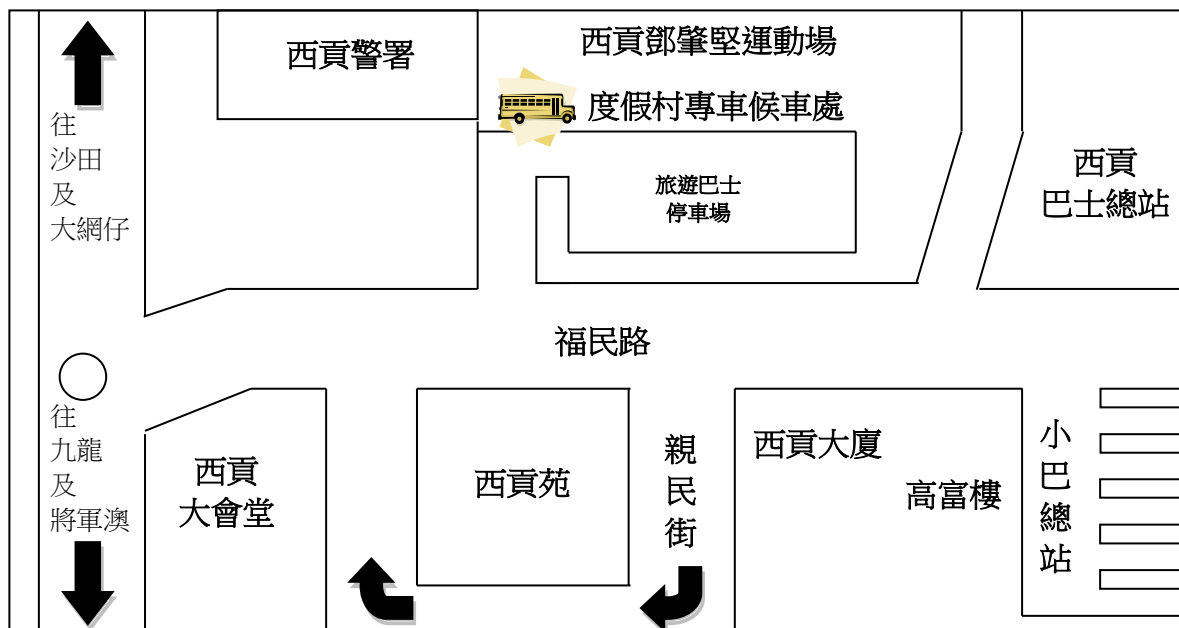 西貢警署
西貢鄧肇堅運動場
度假村專車候車處
往
沙田
及
大網仔
旅遊巴士
停車場
西貢
巴士總站
福民路
往
九龍
及
將軍澳
西貢
大會堂
西貢苑
親民街
西貢大廈
高富樓
小巴總站